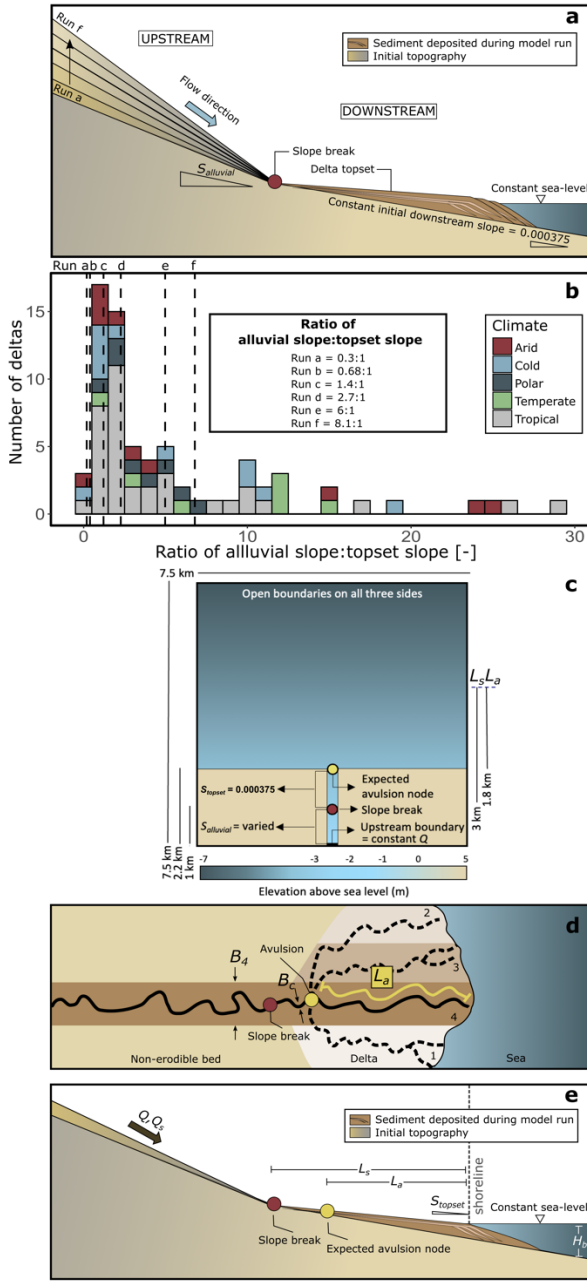 a
Run f
UPSTREAM
Sediment deposited during model run
Initial topography
Run a
Flow direction
DOWNSTREAM
Slope break
S_alluvial
Delta topset
Constant sea-level
Constant initial downstream slope = 0.000375
Run a b c d e f
b
Ratio of
alluvial slope:topset slope
Run a = 0.3:1
Run b = 0.68:1
Run c = 1.4:1
Run d = 2.7:1
Run e = 6:1
Run f = 8.1:1
Climate
Arid
Cold
Polar
Temperate
Tropical
Number of deltas
15
10
5
0
0 10 20 30
Ratio of allluvial slope:topset slope [-]
7.5 km
c
Open boundaries on all three sides
L_s L_a
Expected
avulsion node
S_topset = 0.000375
Slope break
S_alluvial = varied
Upstream boundary
= constant Q
7.5 km
2.2 km
1 km
3 km
1.8 km
-7 -3 -2 0 5
Elevation above sea level (m)
d
2
Avulsion
B_4
B_c
L_a
3
4
Slope break
1
Non-erodible bed
Delta
Sea
e
Q, Q_s
Sediment deposited during model run
Initial topography
L_s
L_a
shoreline
S_topset
Constant sea-level
Slope break
Expected avulsion node
H_b